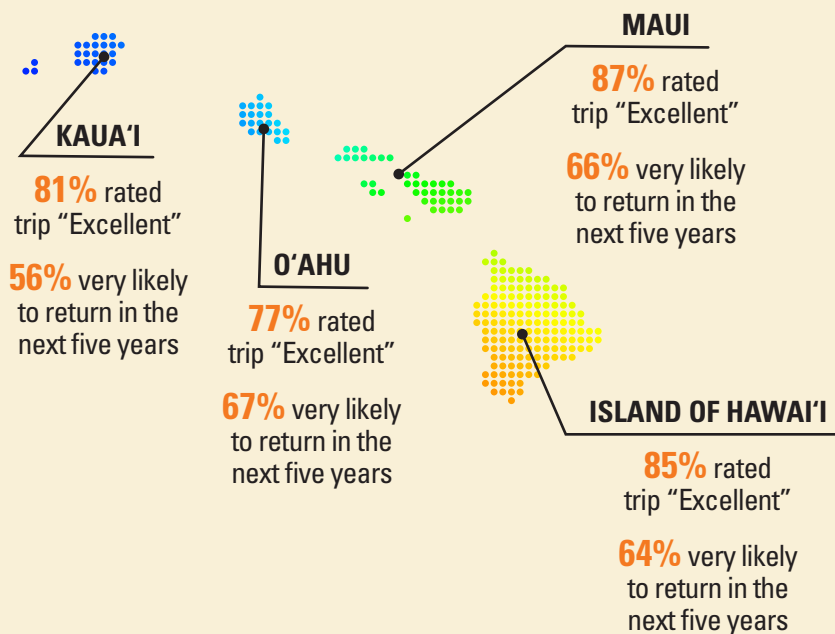 MAUI
87% rated
trip “Excellent”
66% very likely
to return in the
next five years
KAUA‘I
81% rated
trip “Excellent”
56% very likely
to return in the
next five years
O‘AHU
77% rated
trip “Excellent”
67% very likely
to return in the
next five years
ISLAND OF HAWAI‘I
85% rated
trip “Excellent”
64% very likely
to return in the
next five years